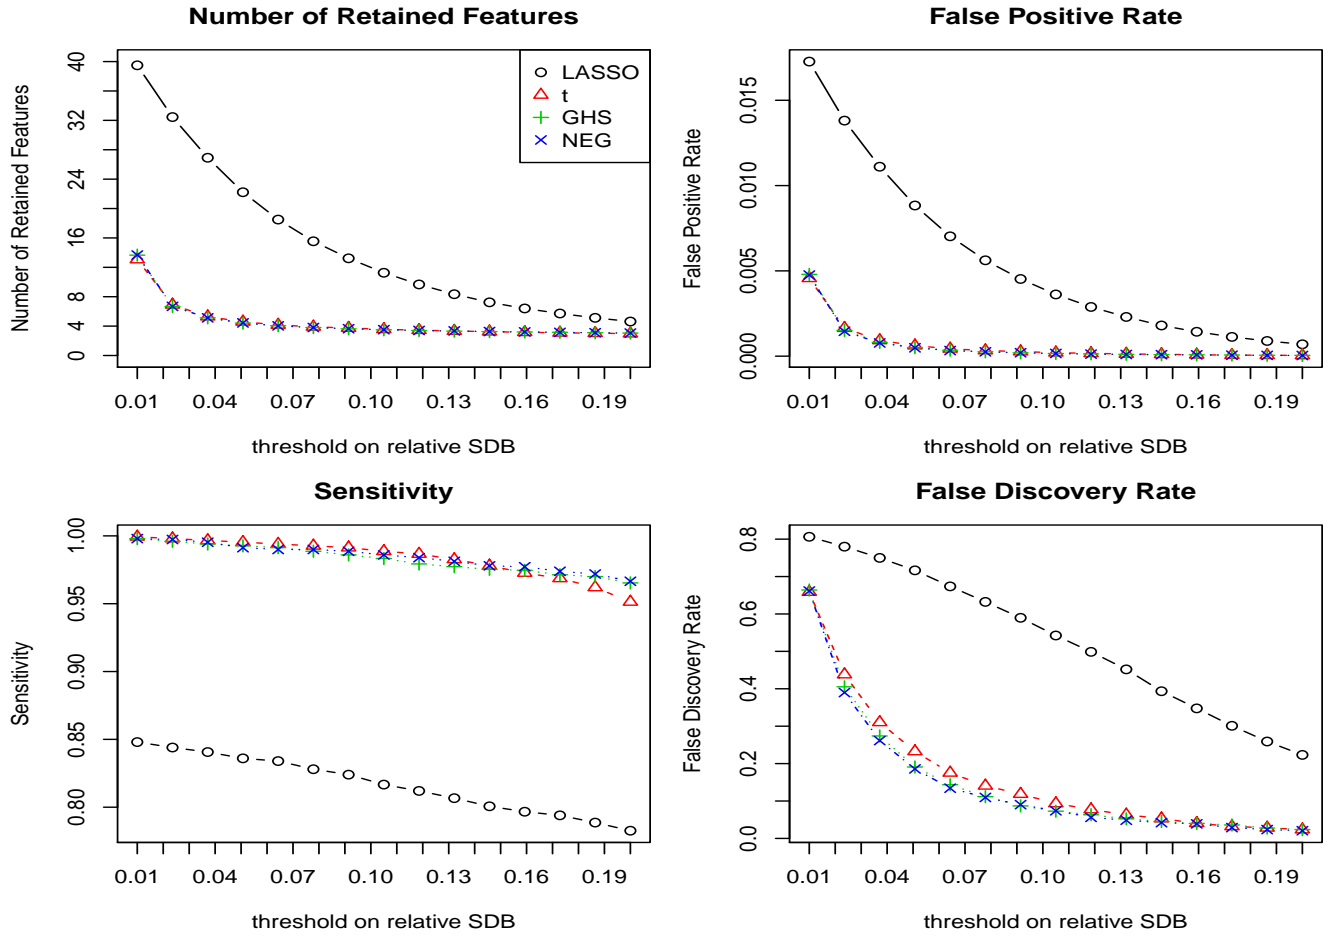 Number of Retained Features
Number of Retained Features
40
32
24
16
8
4
0
LASSO
t
GHS
NEG
0.01 0.04 0.07 0.10 0.13 0.16 0.19
threshold on relative SDB
False Positive Rate
False Positive Rate
0.015
0.010
0.005
0.000
0.01 0.04 0.07 0.10 0.13 0.16 0.19
threshold on relative SDB
Sensitivity
Sensitivity
1.00
0.95
0.90
0.85
0.80
0.01 0.04 0.07 0.10 0.13 0.16 0.19
threshold on relative SDB
False Discovery Rate
False Discovery Rate
0.8
0.6
0.4
0.2
0.0
0.01 0.04 0.07 0.10 0.13 0.16 0.19
threshold on relative SDB